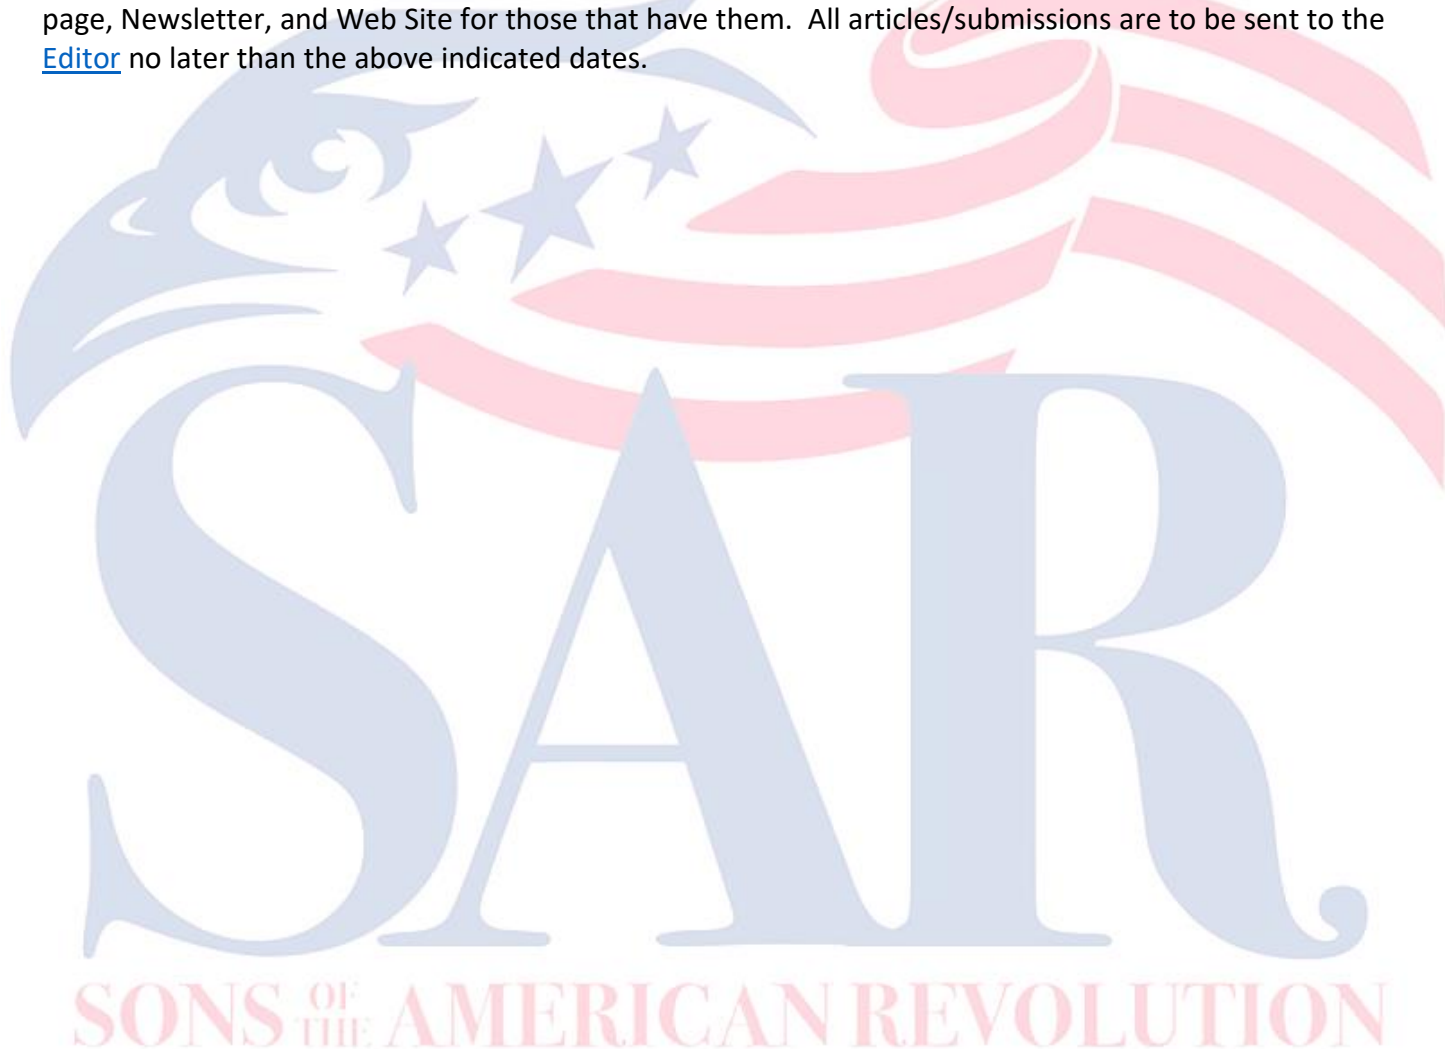 page, Newsletter, and Web Site for those that have them.  All articles/submissions are to be sent to the
Editor no later than the above indicated dates.
SAR
SONS OF THE AMERICAN REVOLUTION